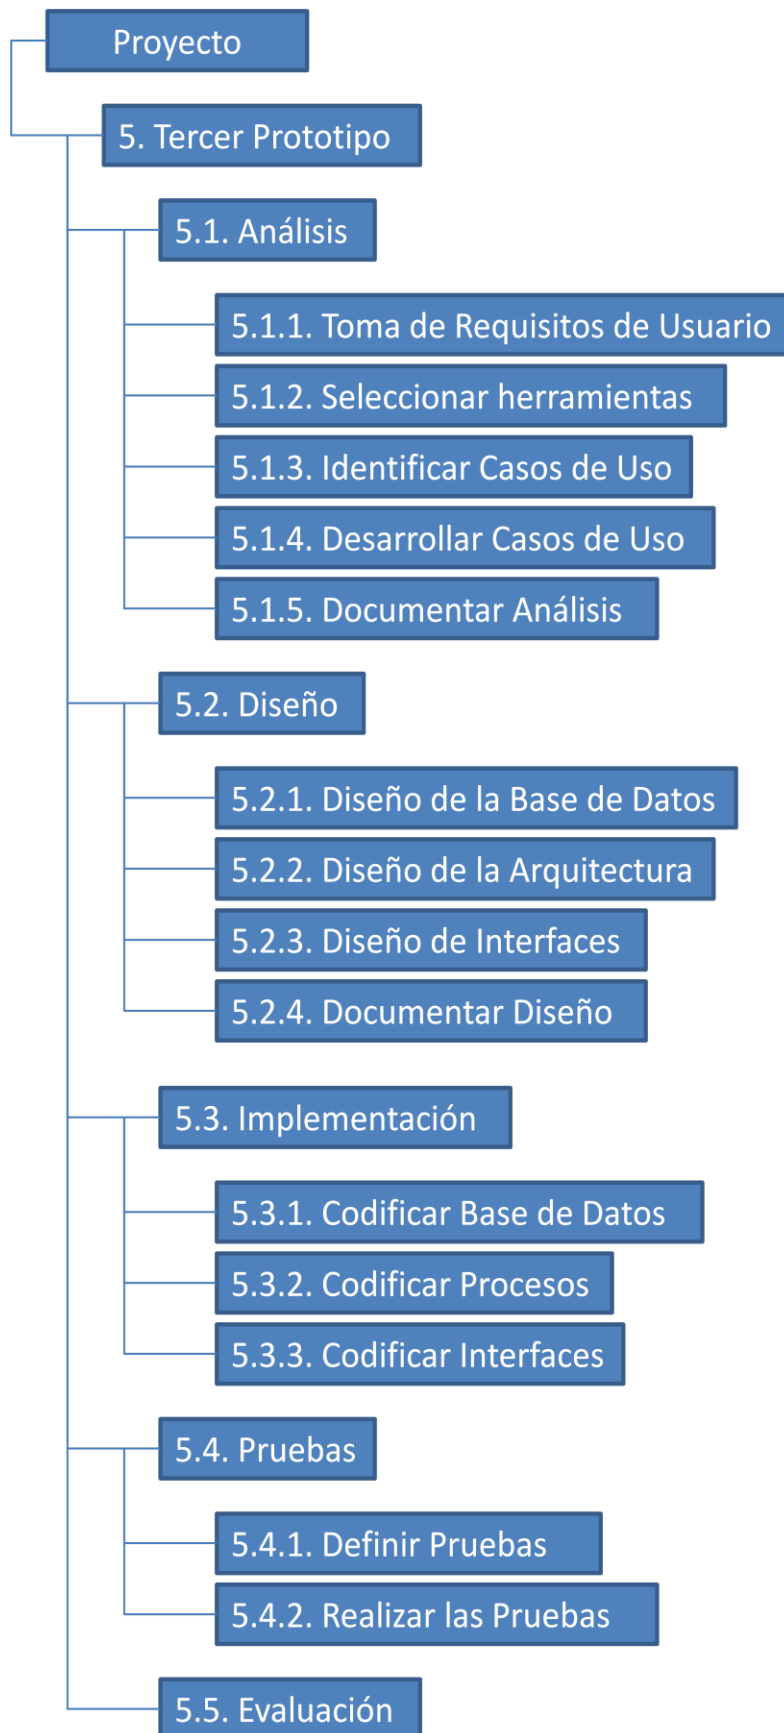 Proyecto
5. Tercer Prototipo
5.1. Análisis
5.1.1. Toma de Requisitos de Usuario
5.1.2. Seleccionar herramientas
5.1.3. Identificar Casos de Uso
5.1.4. Desarrollar Casos de Uso
5.1.5. Documentar Análisis
5.2. Diseño
5.2.1. Diseño de la Base de Datos
5.2.2. Diseño de la Arquitectura
5.2.3. Diseño de Interfaces
5.2.4. Documentar Diseño
5.3. Implementación
5.3.1. Codificar Base de Datos
5.3.2. Codificar Procesos
5.3.3. Codificar Interfaces
5.4. Pruebas
5.4.1. Definir Pruebas
5.4.2. Realizar las Pruebas
5.5. Evaluación